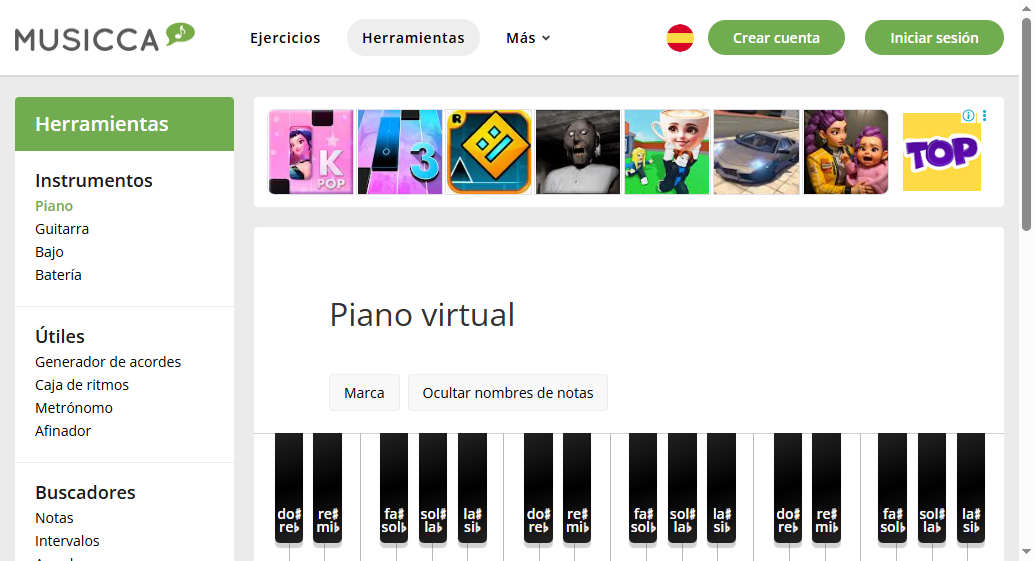 MUSICCA
Ejercicios
Herramientas
Más
Crear cuenta
Iniciar sesión
Herramientas
Instrumentos
Piano
Guitarra
Bajo
Batería
Útiles
Generador de acordes
Caja de ritmos
Metrónomo
Afinador
Buscadores
Notas
Intervalos
K
POP
3
R
TOP
Piano virtual
Marca
Ocultar nombres de notas
do# re# fa# sol# la# do# re# fa# sol# la# do# re# fa# sol# la#
re♭ mi♭ sol♭ la♭ si♭ re♭ mi♭ sol♭ la♭ si♭ re♭ mi♭ sol♭ la♭ si♭